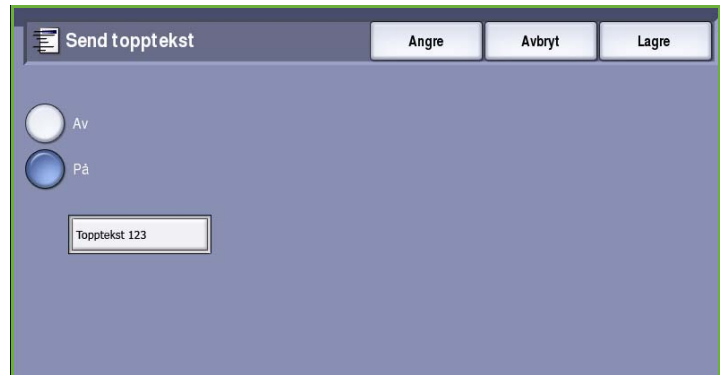 Send topptekst
Angre
Avbryt
Lagre
Av
På
Topptekst 123